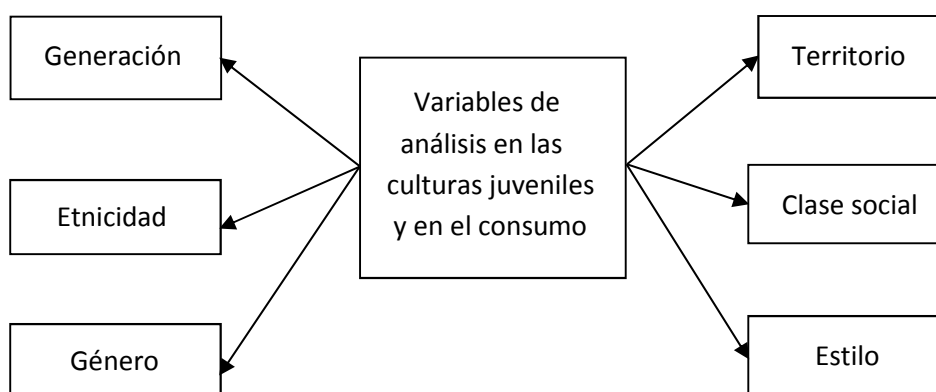 Generación
Etnicidad
Género
Variables de
análisis en las
culturas juveniles
y en el consumo
Territorio
Clase social
Estilo